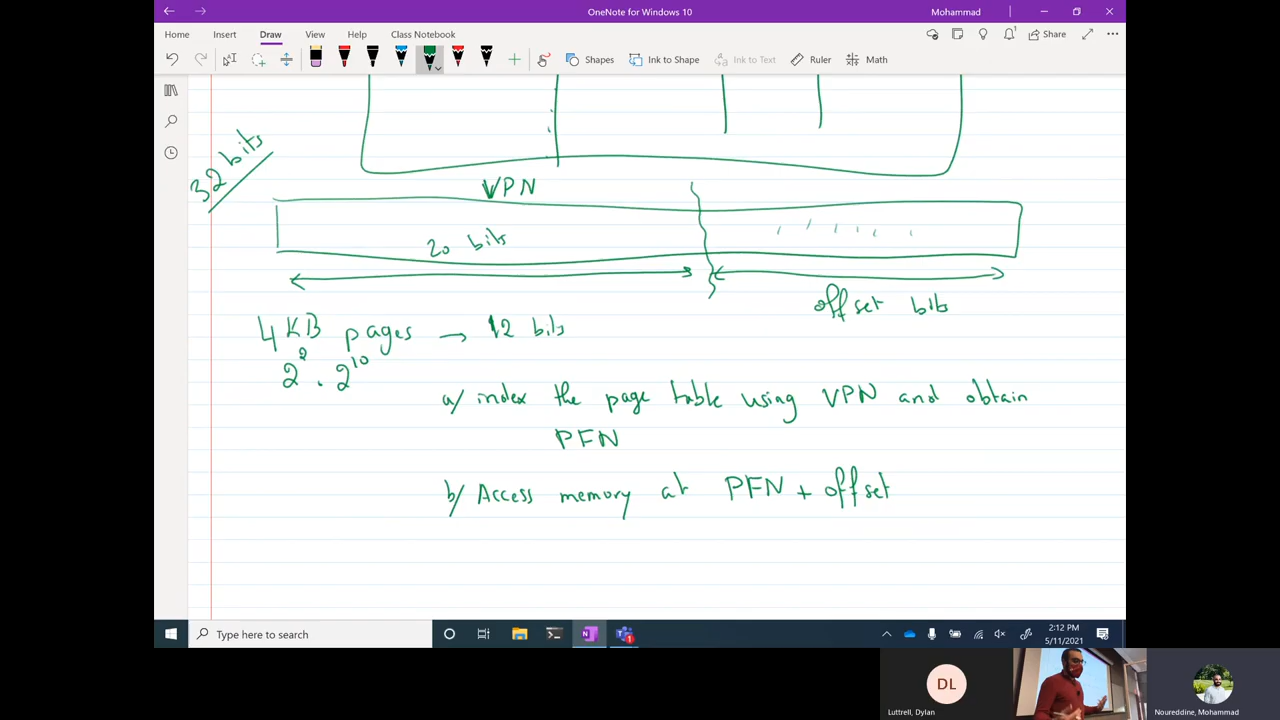 OneNote for Windows 10
Mohammad
Home Insert Draw View Help Class Notebook
Share
Shapes Ink to Shape Ink to Text Ruler Math
32 bits
VPN
20 bits
offset bits
4 KB pages → 12 bits
2² . 2¹⁰
a/ index the page table using VPN and obtain
PFN
b/ Access memory at PFN + offset
Type here to search
2:12 PM
5/11/2021
DL
Luttrell, Dylan
Noureddine, Mohammad